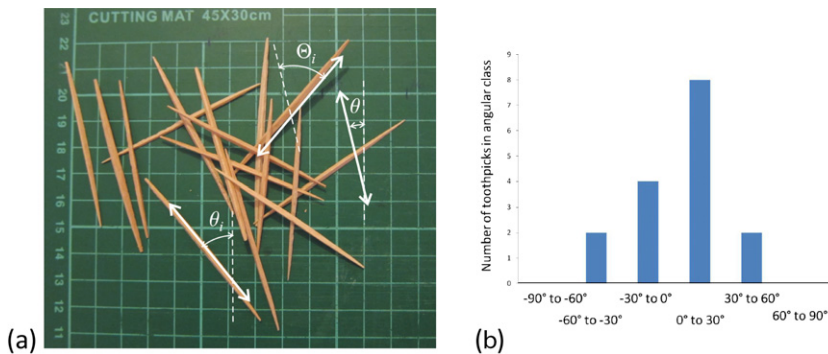 CUTTING MAT 45X30cm
23
22
21
20
19
18
17
16
15
14
13
12
11
Θi
θ
θi
(a)
Number of toothpicks in angular class
9
8
7
6
5
4
3
2
1
0
-90° to -60°
-30° to 0°
30° to 60°
-60° to -30°
0° to 30°
60° to 90°
(b)